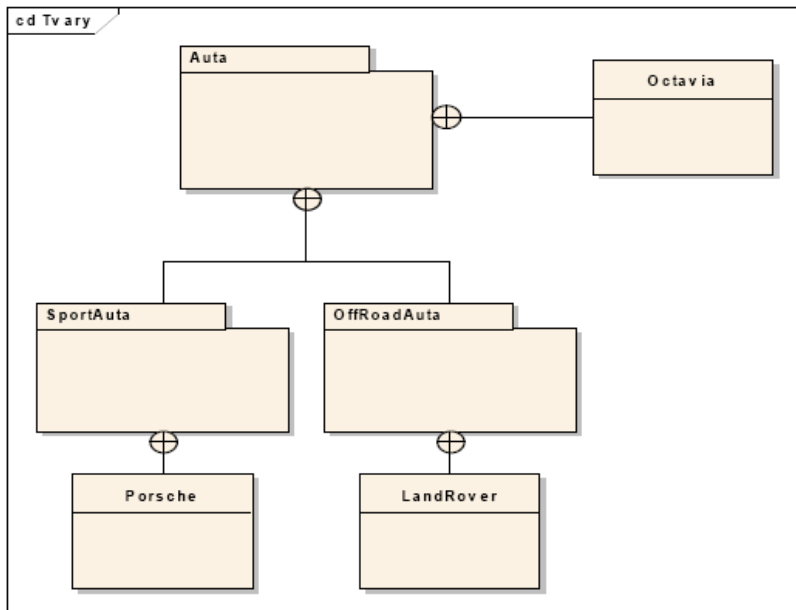 cd Tvary
Auta
Octavia
SportAuta
OffRoadAuta
Porsche
LandRover